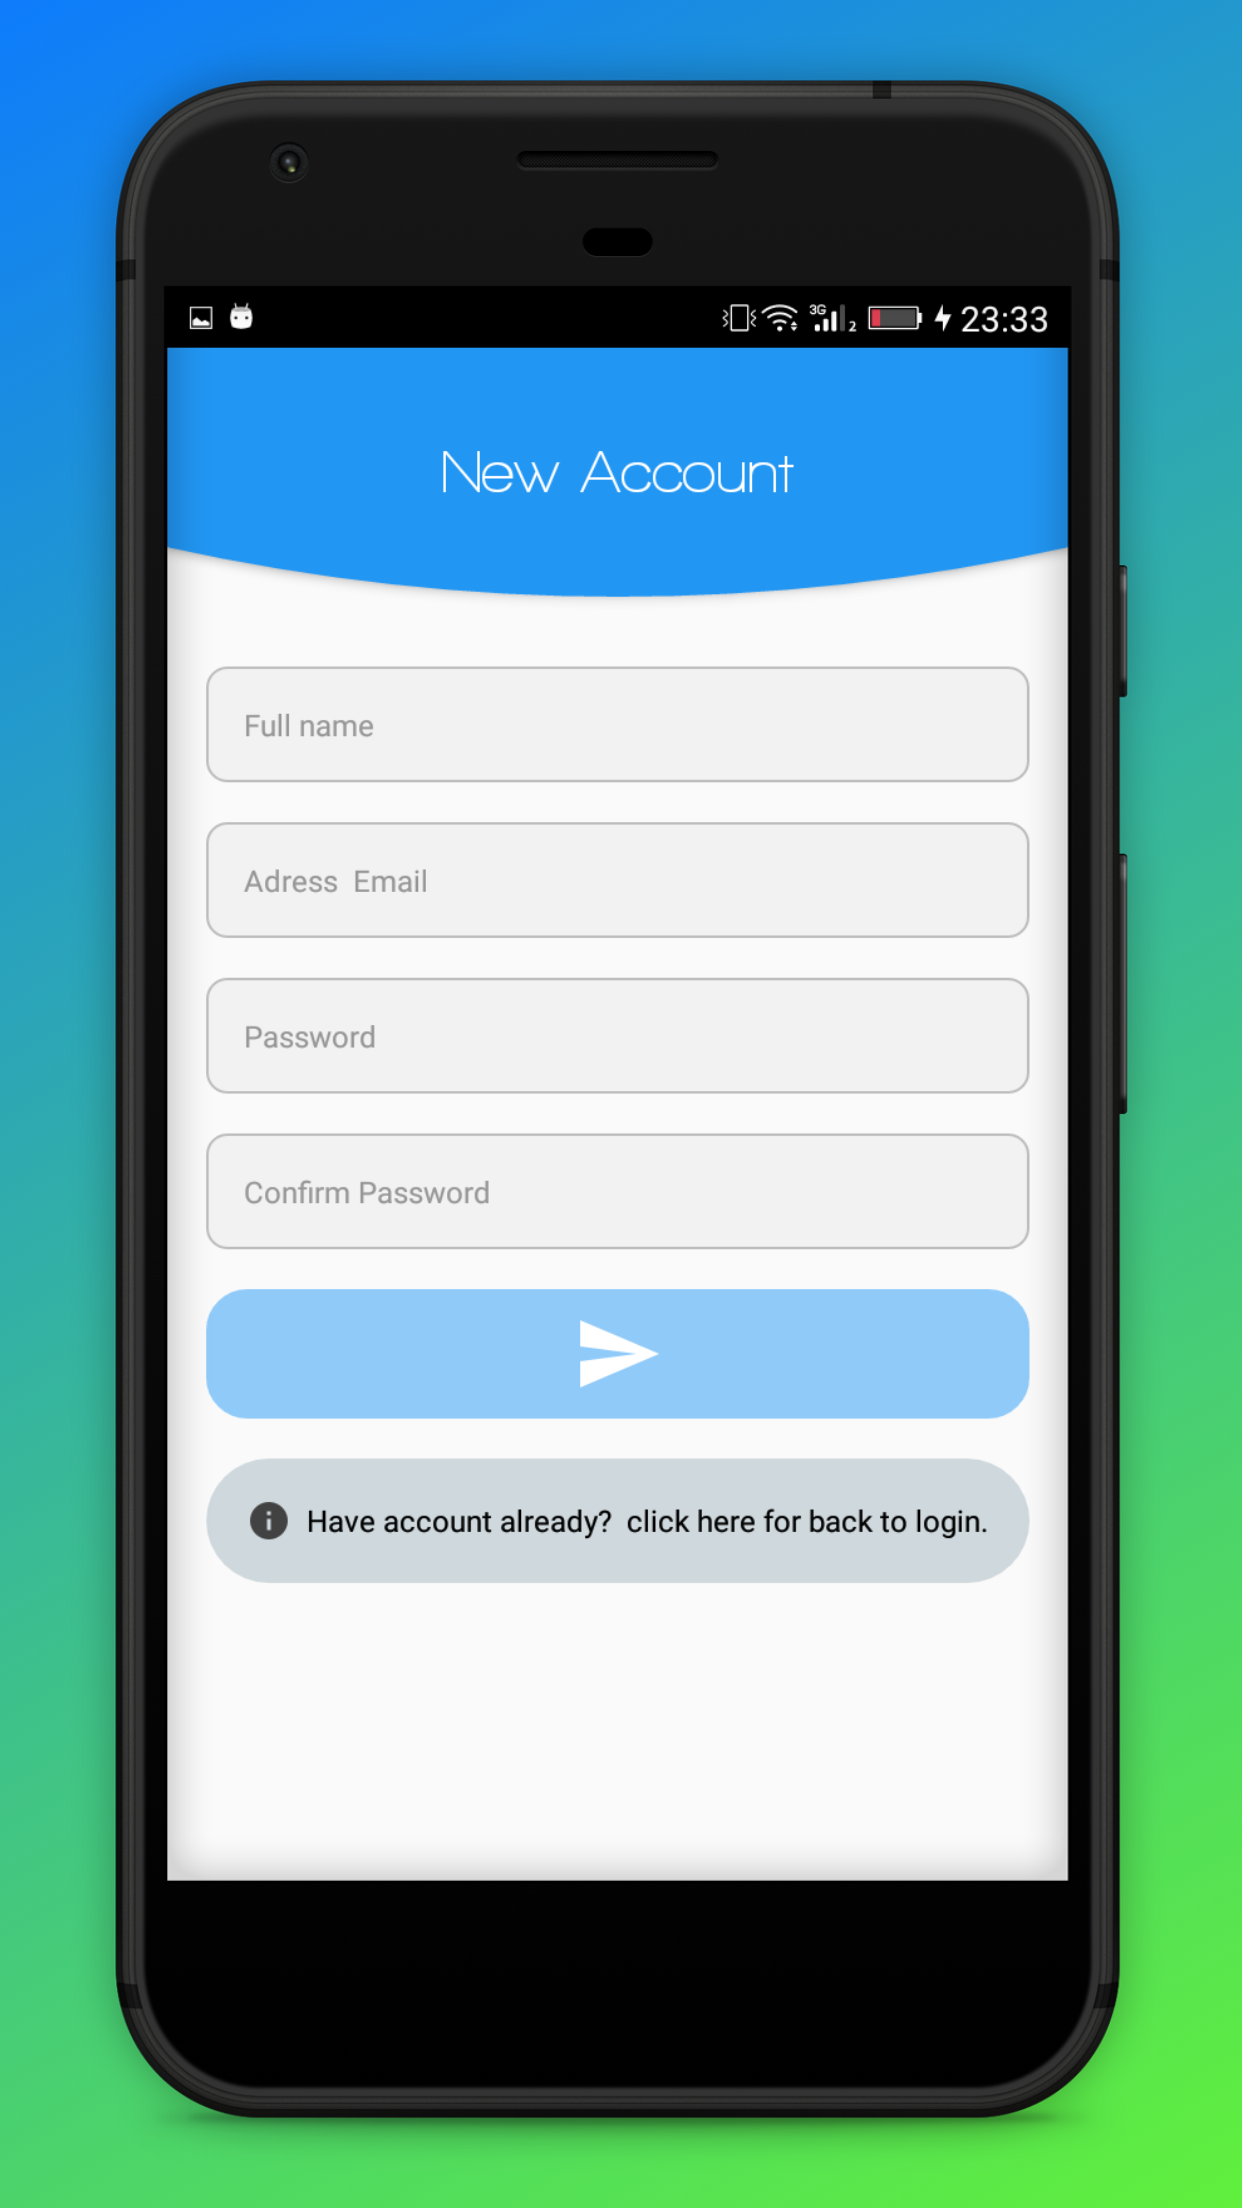 3G 2 23:33
New Account
Full name
Adress  Email
Password
Confirm Password
Have account already?  click here for back to login.